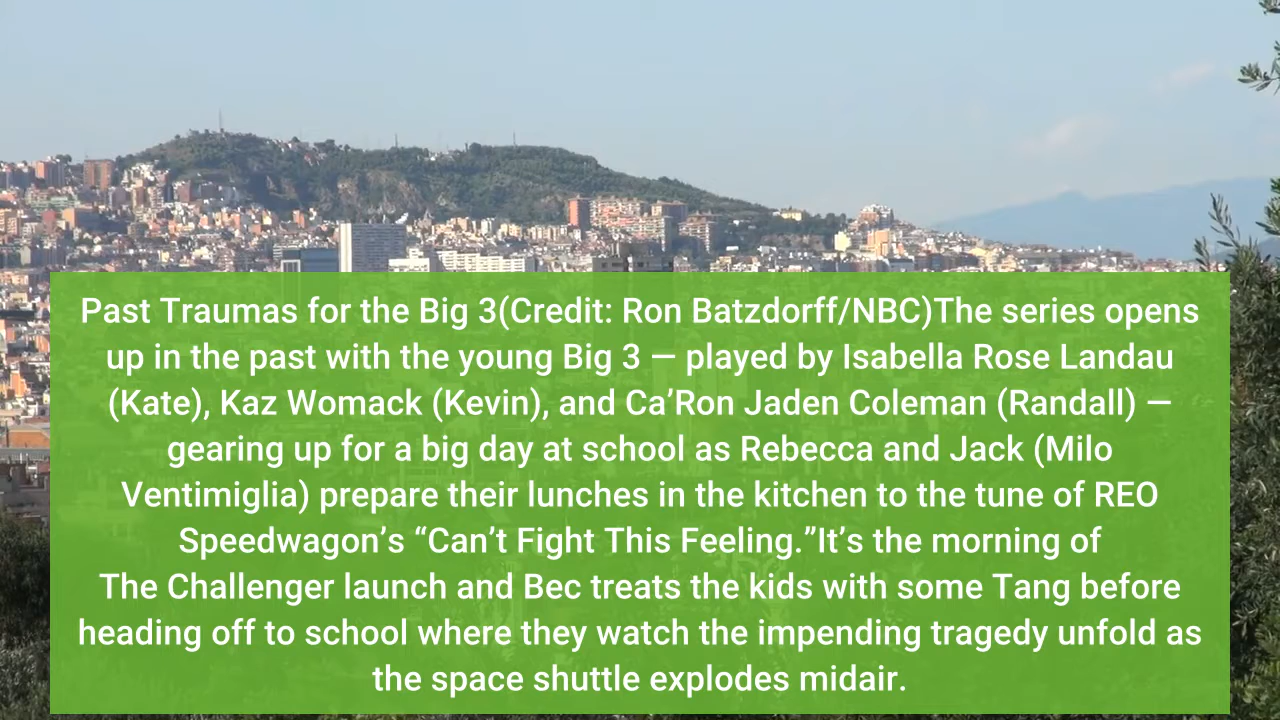 Past Traumas for the Big 3(Credit: Ron Batzdorff/NBC)The series opens
up in the past with the young Big 3 — played by Isabella Rose Landau
(Kate), Kaz Womack (Kevin), and Ca’Ron Jaden Coleman (Randall) —
gearing up for a big day at school as Rebecca and Jack (Milo
Ventimiglia) prepare their lunches in the kitchen to the tune of REO
Speedwagon’s “Can’t Fight This Feeling.”It’s the morning of
The Challenger launch and Bec treats the kids with some Tang before
heading off to school where they watch the impending tragedy unfold as
the space shuttle explodes midair.